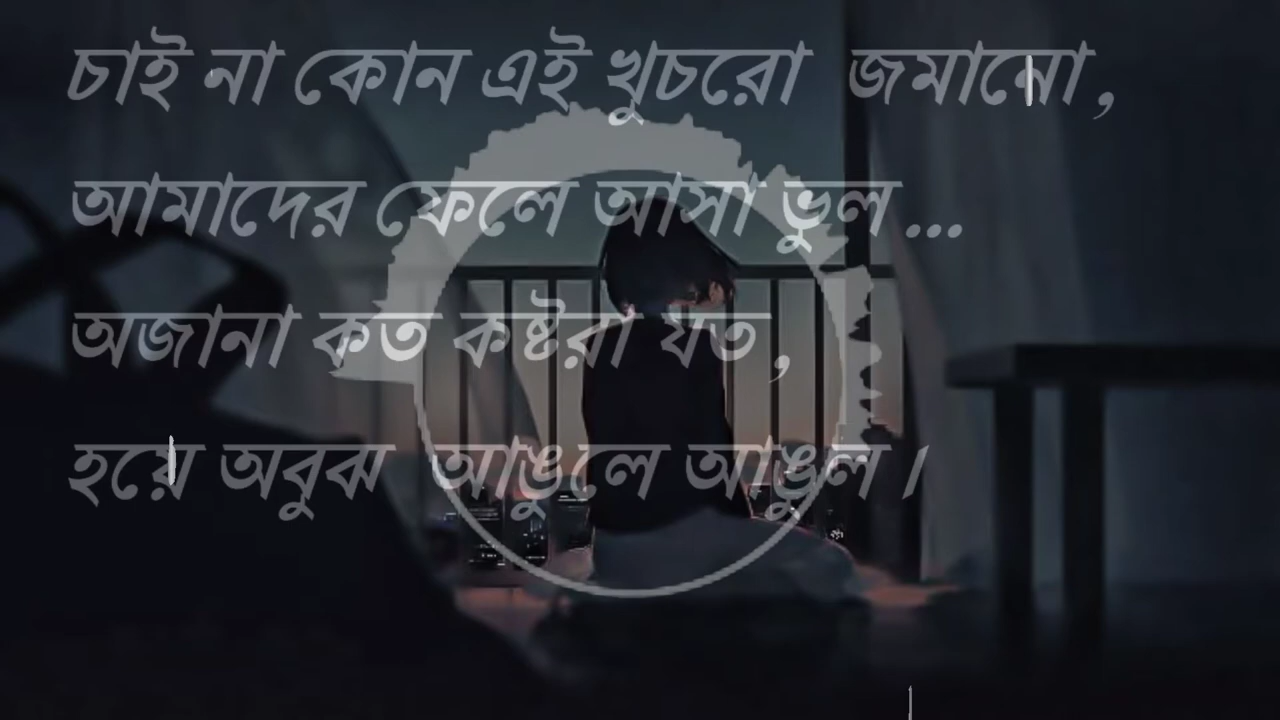 চাই না কোন এই খুচরো জমানো ,
আমাদের ফেলে আসা ভুল ...
অজানা কত কষ্টরা যত ,
হয়ে অবুঝ আঙুলে আঙুল ।